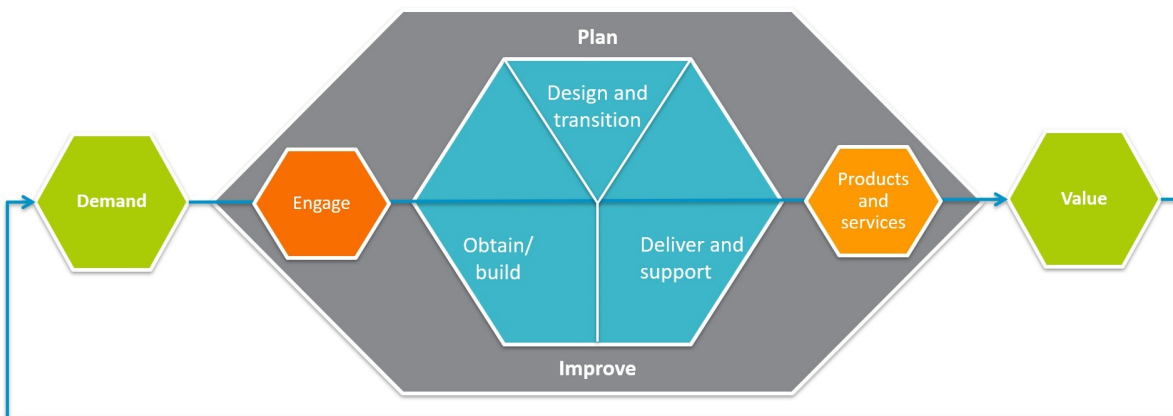 Plan
Design and
transition
Demand
Engage
Products
and
services
Value
Obtain/
build
Deliver and
support
Improve